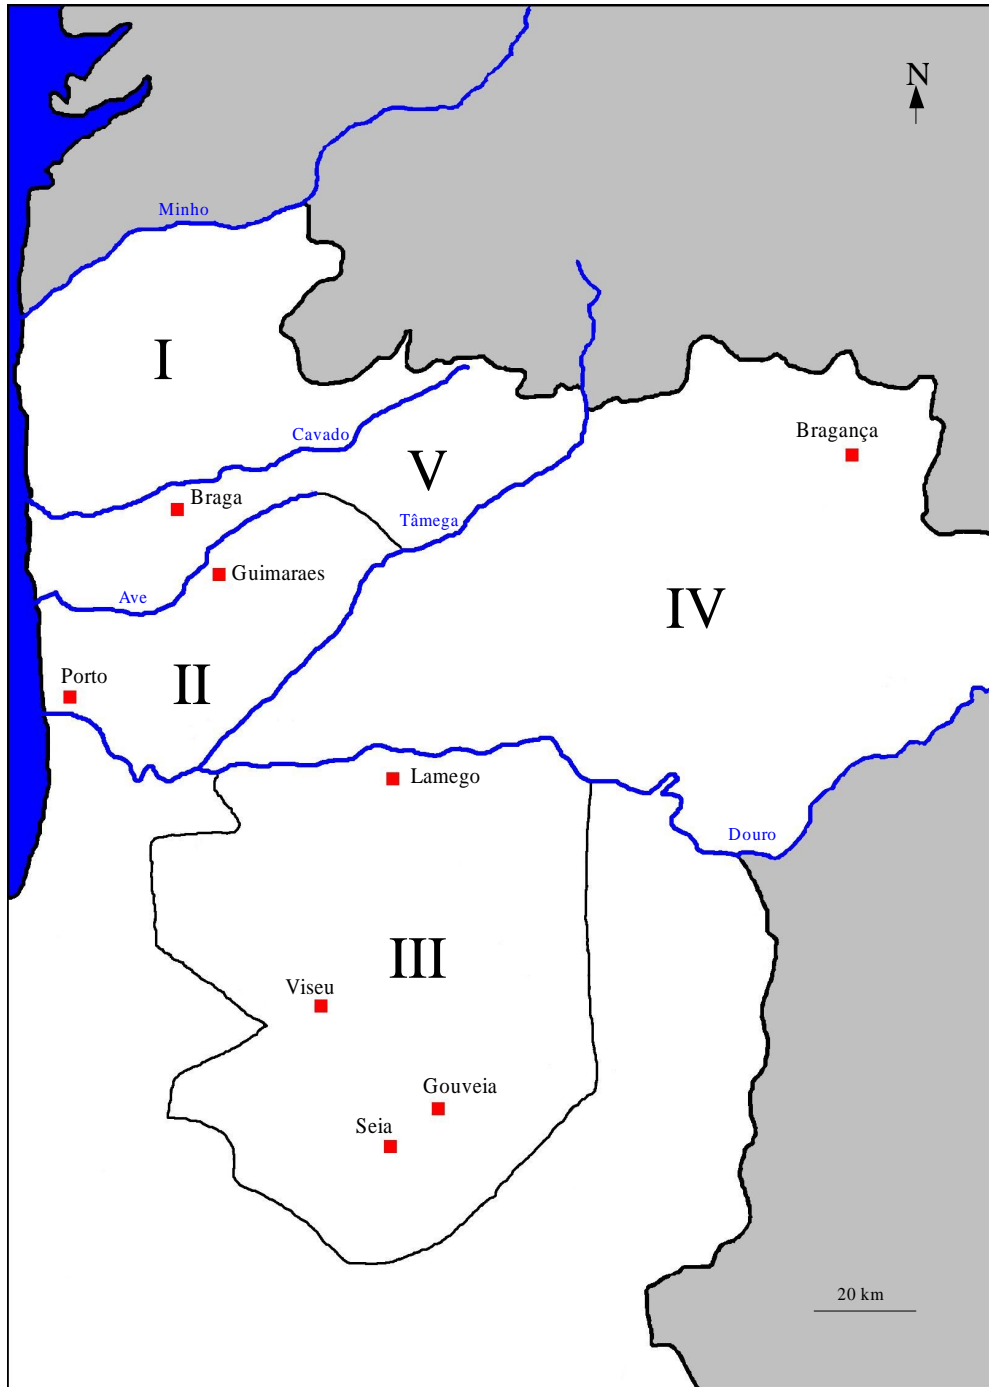 N
Minho
I
Cavado
Bragança
V
Braga
Tâmega
Guimaraes
Ave
IV
Porto
II
Lamego
Douro
III
Viseu
Gouveia
Seia
20 km